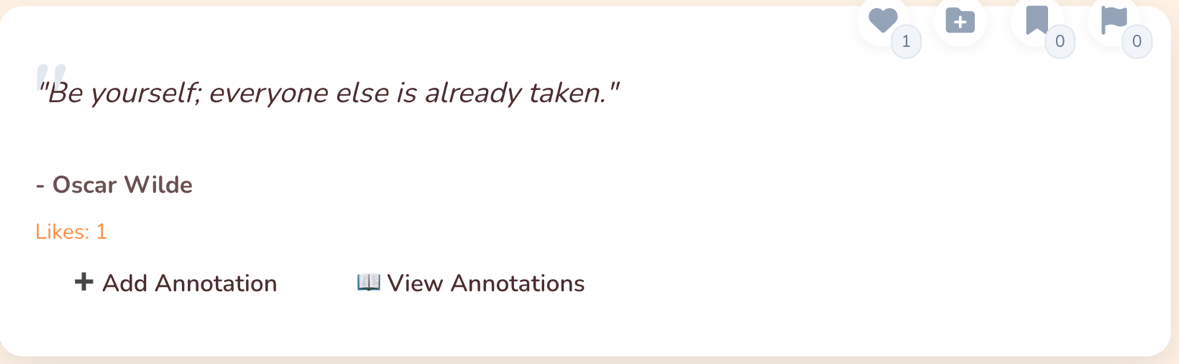 1 0 0
"Be yourself; everyone else is already taken."
- Oscar Wilde
Likes: 1
➕ Add Annotation 📖 View Annotations